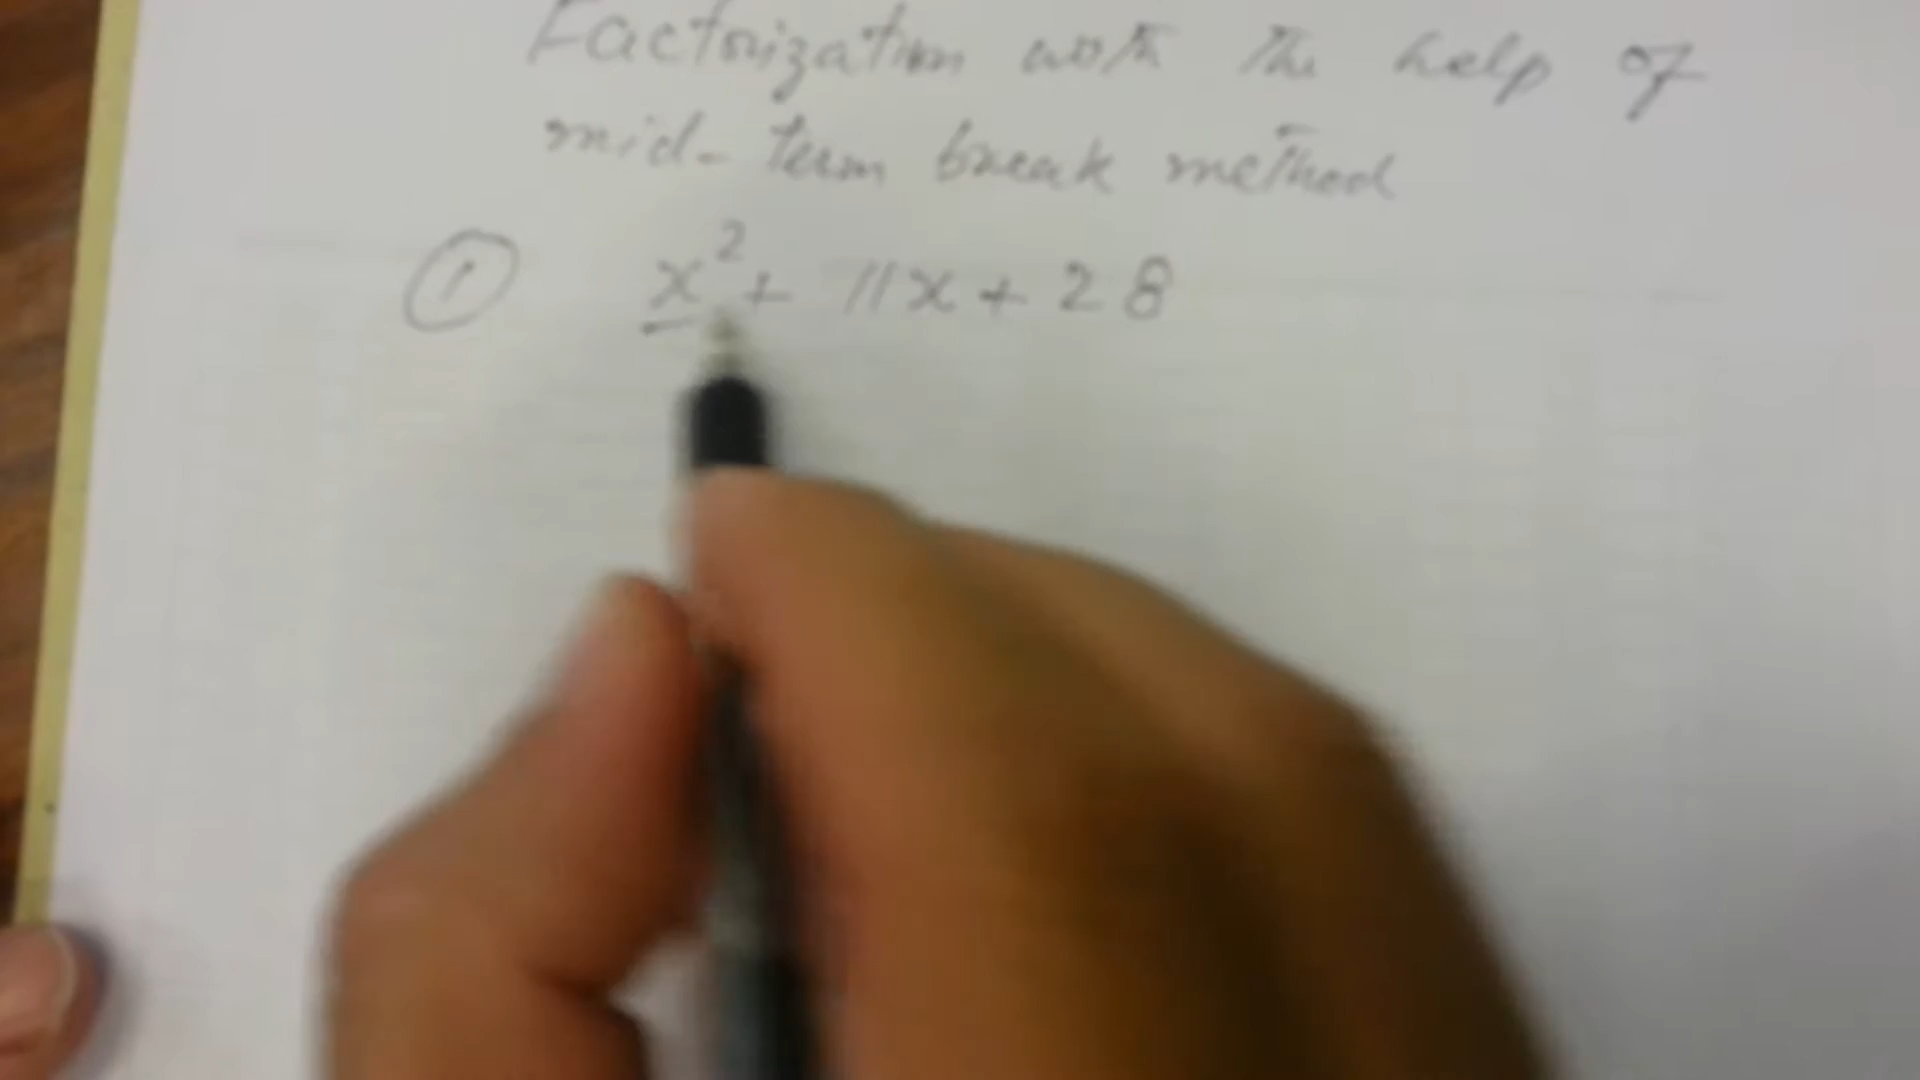 Factorization with the help of
mid-term break method
① x² + 11x + 28